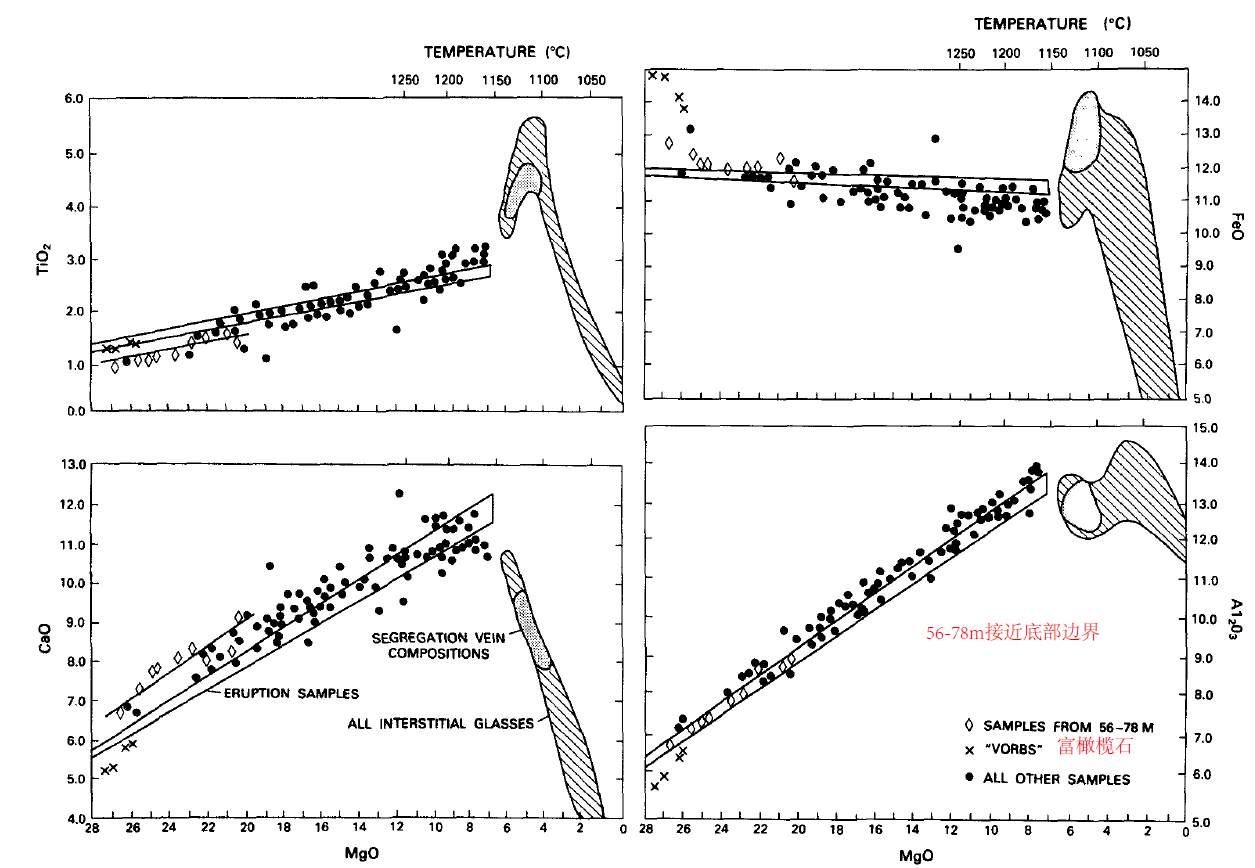 TEMPERATURE (°C)
1250 1200 1150 1100 1050
6.0
5.0
4.0
3.0
2.0
1.0
0.0
TiO2
28 26 24 22 20 18 16 14 12 10 8 6 4 2 0
TEMPERATURE (°C)
1250 1200 1150 1100 1050
14.0
13.0
12.0
11.0
10.0
9.0
8.0
7.0
6.0
5.0
FeO
13.0
12.0
11.0
10.0
9.0
8.0
7.0
6.0
5.0
4.0
CaO
SEGREGATION VEIN
COMPOSITIONS
ERUPTION SAMPLES
ALL INTERSTITIAL GLASSES
28 26 24 22 20 18 16 14 12 10 8 6 4 2 0
MgO
15.0
14.0
13.0
12.0
11.0
10.0
9.0
8.0
7.0
6.0
5.0
Al2O3
56-78m接近底部边界
SAMPLES FROM 56-78 M
"VORBS" 富橄榄石
ALL OTHER SAMPLES
28 26 24 22 20 18 16 14 12 10 8 6 4 2 0
MgO